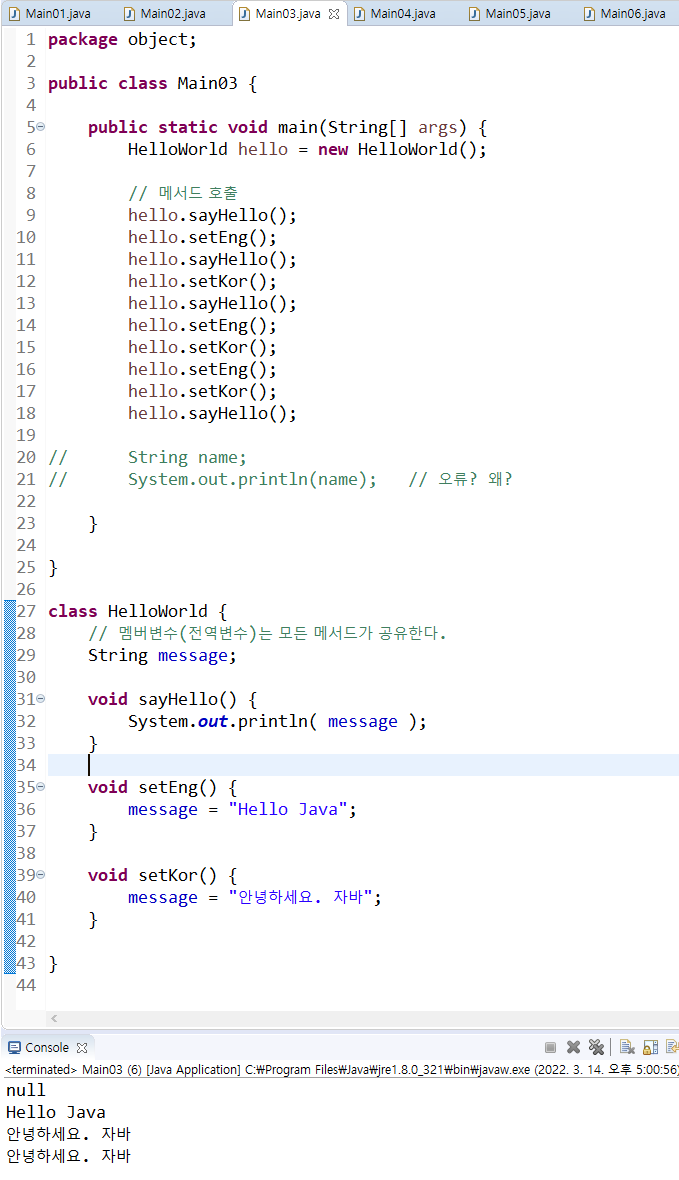 Main01.java Main02.java Main03.java Main04.java Main05.java Main06.java
1 package object;
2
3 public class Main03 {
4
5 public static void main(String[] args) {
6 HelloWorld hello = new HelloWorld();
7
8 // 메서드 호출
9 hello.sayHello();
10 hello.setEng();
11 hello.sayHello();
12 hello.setKor();
13 hello.sayHello();
14 hello.setEng();
15 hello.setKor();
16 hello.setEng();
17 hello.setKor();
18 hello.sayHello();
19
20 // String name;
21 // System.out.println(name); // 오류? 왜?
22
23 }
24
25 }
26
27 class HelloWorld {
28 // 멤버변수(전역변수)는 모든 메서드가 공유한다.
29 String message;
30
31 void sayHello() {
32 System.out.println( message );
33 }
34
35 void setEng() {
36 message = "Hello Java";
37 }
38
39 void setKor() {
40 message = "안녕하세요. 자바";
41 }
42
43 }
44
Console
<terminated> Main03 (6) [Java Application] C:₩Program Files₩Java₩jre1.8.0_321₩bin₩javaw.exe (2022. 3. 14. 오후 5:00:56)
null
Hello Java
안녕하세요. 자바
안녕하세요. 자바